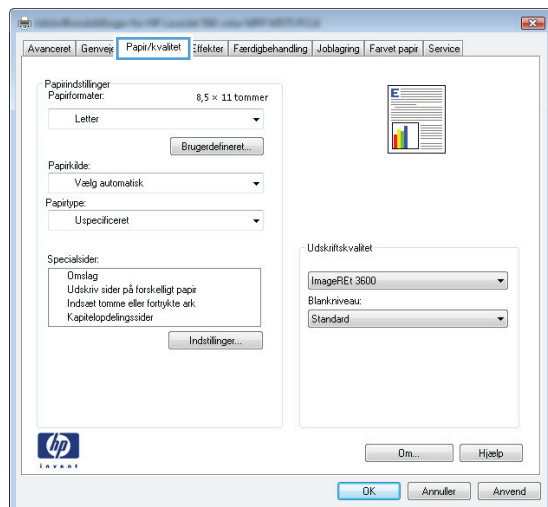 Avanceret Genveje Papir/kvalitet Effekter Færdigbehandling Joblagring Farvet papir Service
Papirindstillinger
Papirformater: 8,5 × 11 tommer
Letter
Brugerdefineret...
Papirkilde:
Vælg automatisk
Papirtype:
Uspecificeret
Specialsider:
Omslag
Udskriv sider på forskelligt papir
Indsæt tomme eller fortrykte ark
Kapitelopdelingssider
Indstillinger...
E
Udskriftskvalitet
ImageREt 3600
Blankniveau:
Standard
hp
invent
Om... Hjælp
OK Annuller Anvend